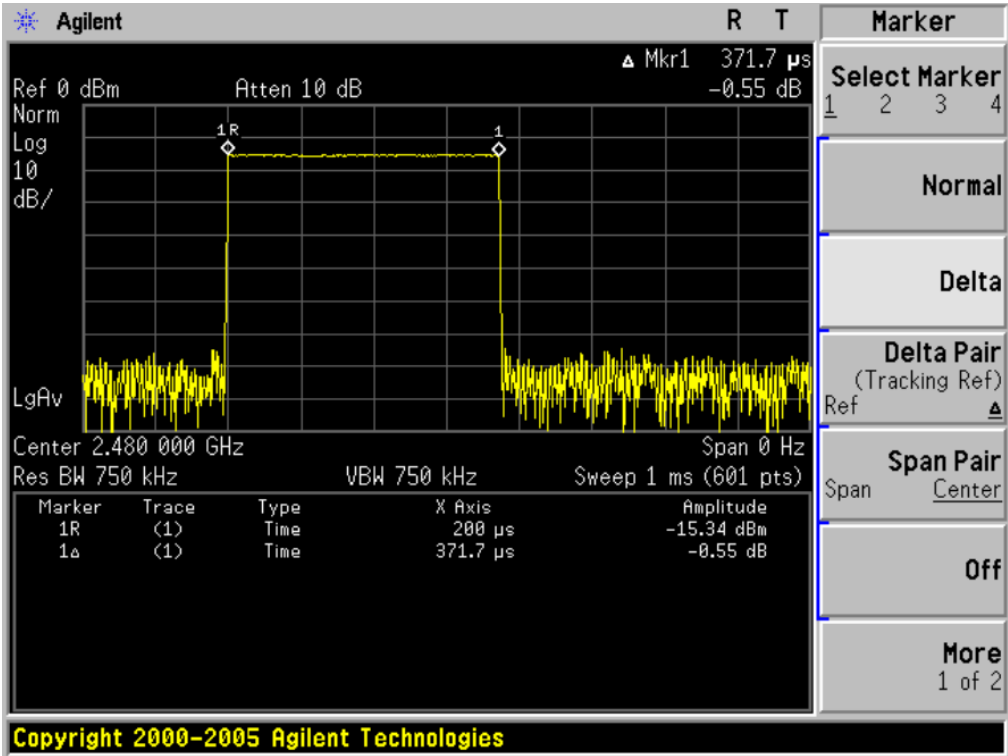 Agilent R T
Marker
Δ Mkr1 371.7 µs
Ref 0 dBm Atten 10 dB -0.55 dB
Norm
Log
10
dB/
1R
1
LgAv
Center 2.480 000 GHz Span 0 Hz
Res BW 750 kHz VBW 750 kHz Sweep 1 ms (601 pts)
Marker Trace Type X Axis Amplitude
1R (1) Time 200 µs -15.34 dBm
1Δ (1) Time 371.7 µs -0.55 dB
Select Marker
1 2 3 4
Normal
Delta
Delta Pair
(Tracking Ref)
Ref Δ
Span Pair
Span Center
Off
More
1 of 2
Copyright 2000-2005 Agilent Technologies